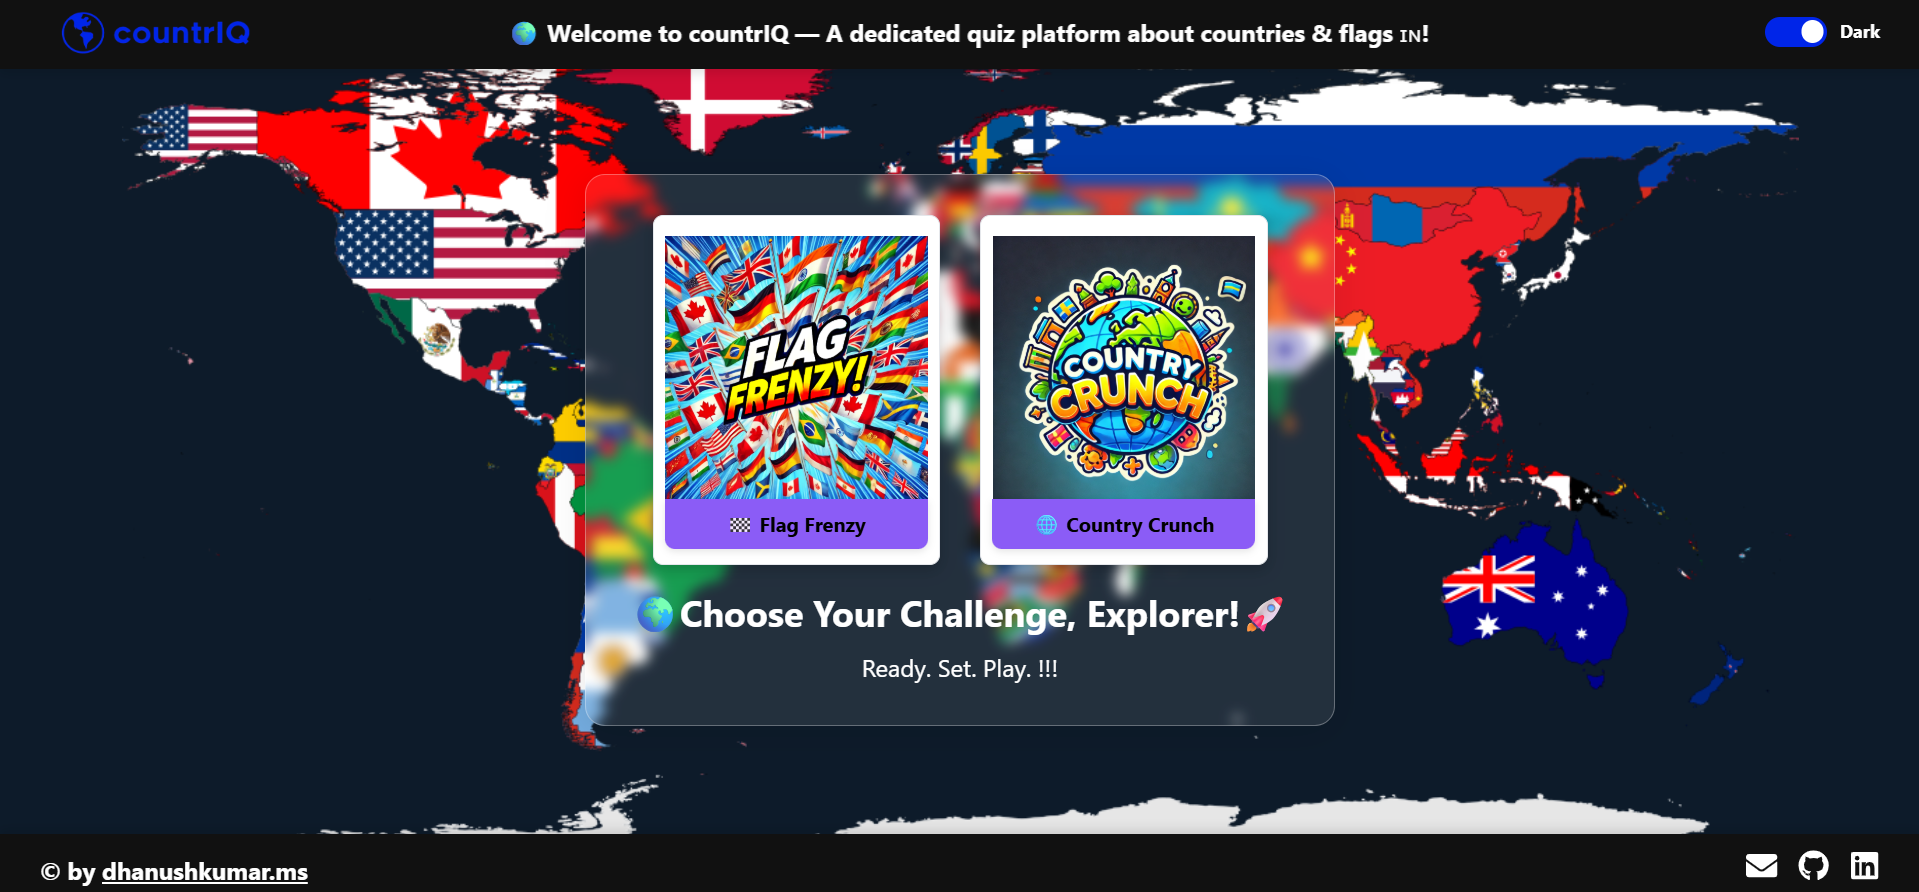 countrIQ
🌍 Welcome to countrIQ — A dedicated quiz platform about countries & flags IN!
Dark
FLAG
FRENZY!
COUNTRY
CRUNCH
🏁 Flag Frenzy
🌐 Country Crunch
🌍 Choose Your Challenge, Explorer! 🚀
Ready. Set. Play. !!!
© by dhanushkumar.ms